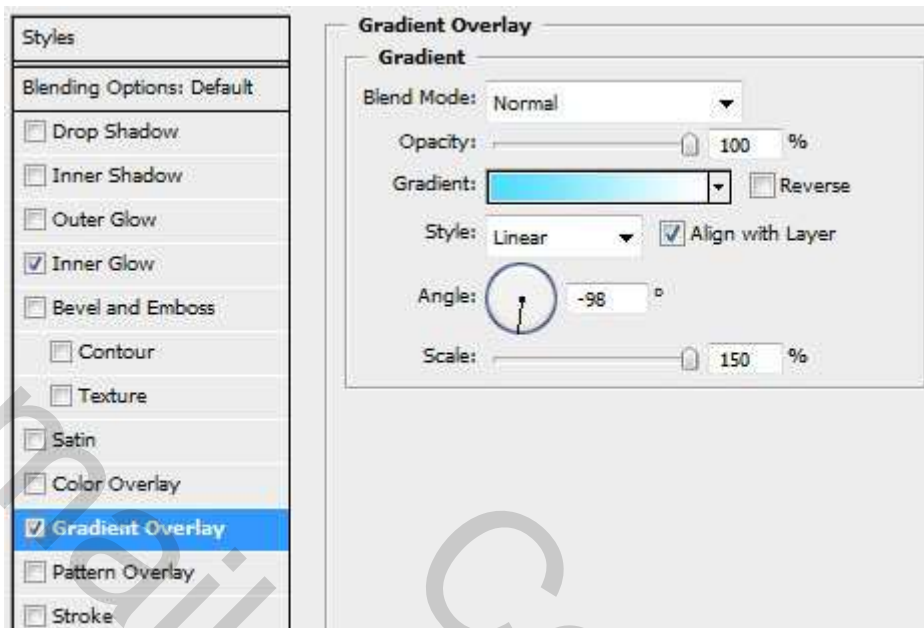 Styles
Blending Options: Default
Drop Shadow
Inner Shadow
Outer Glow
Inner Glow
Bevel and Emboss
Contour
Texture
Satin
Color Overlay
Gradient Overlay
Pattern Overlay
Stroke
Gradient Overlay
Gradient
Blend Mode: Normal
Opacity: 100 %
Gradient: Reverse
Style: Linear Align with Layer
Angle: -98 °
Scale: 150 %